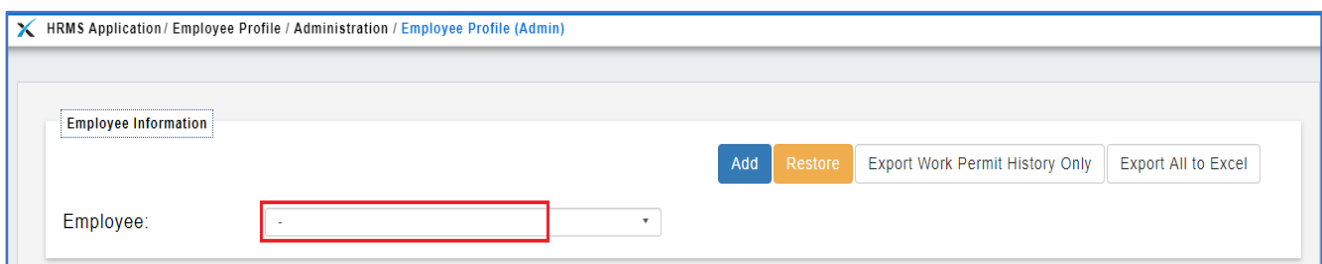 HRMS Application / Employee Profile / Administration / Employee Profile (Admin)
Employee Information
Add Restore Export Work Permit History Only Export All to Excel
Employee: -